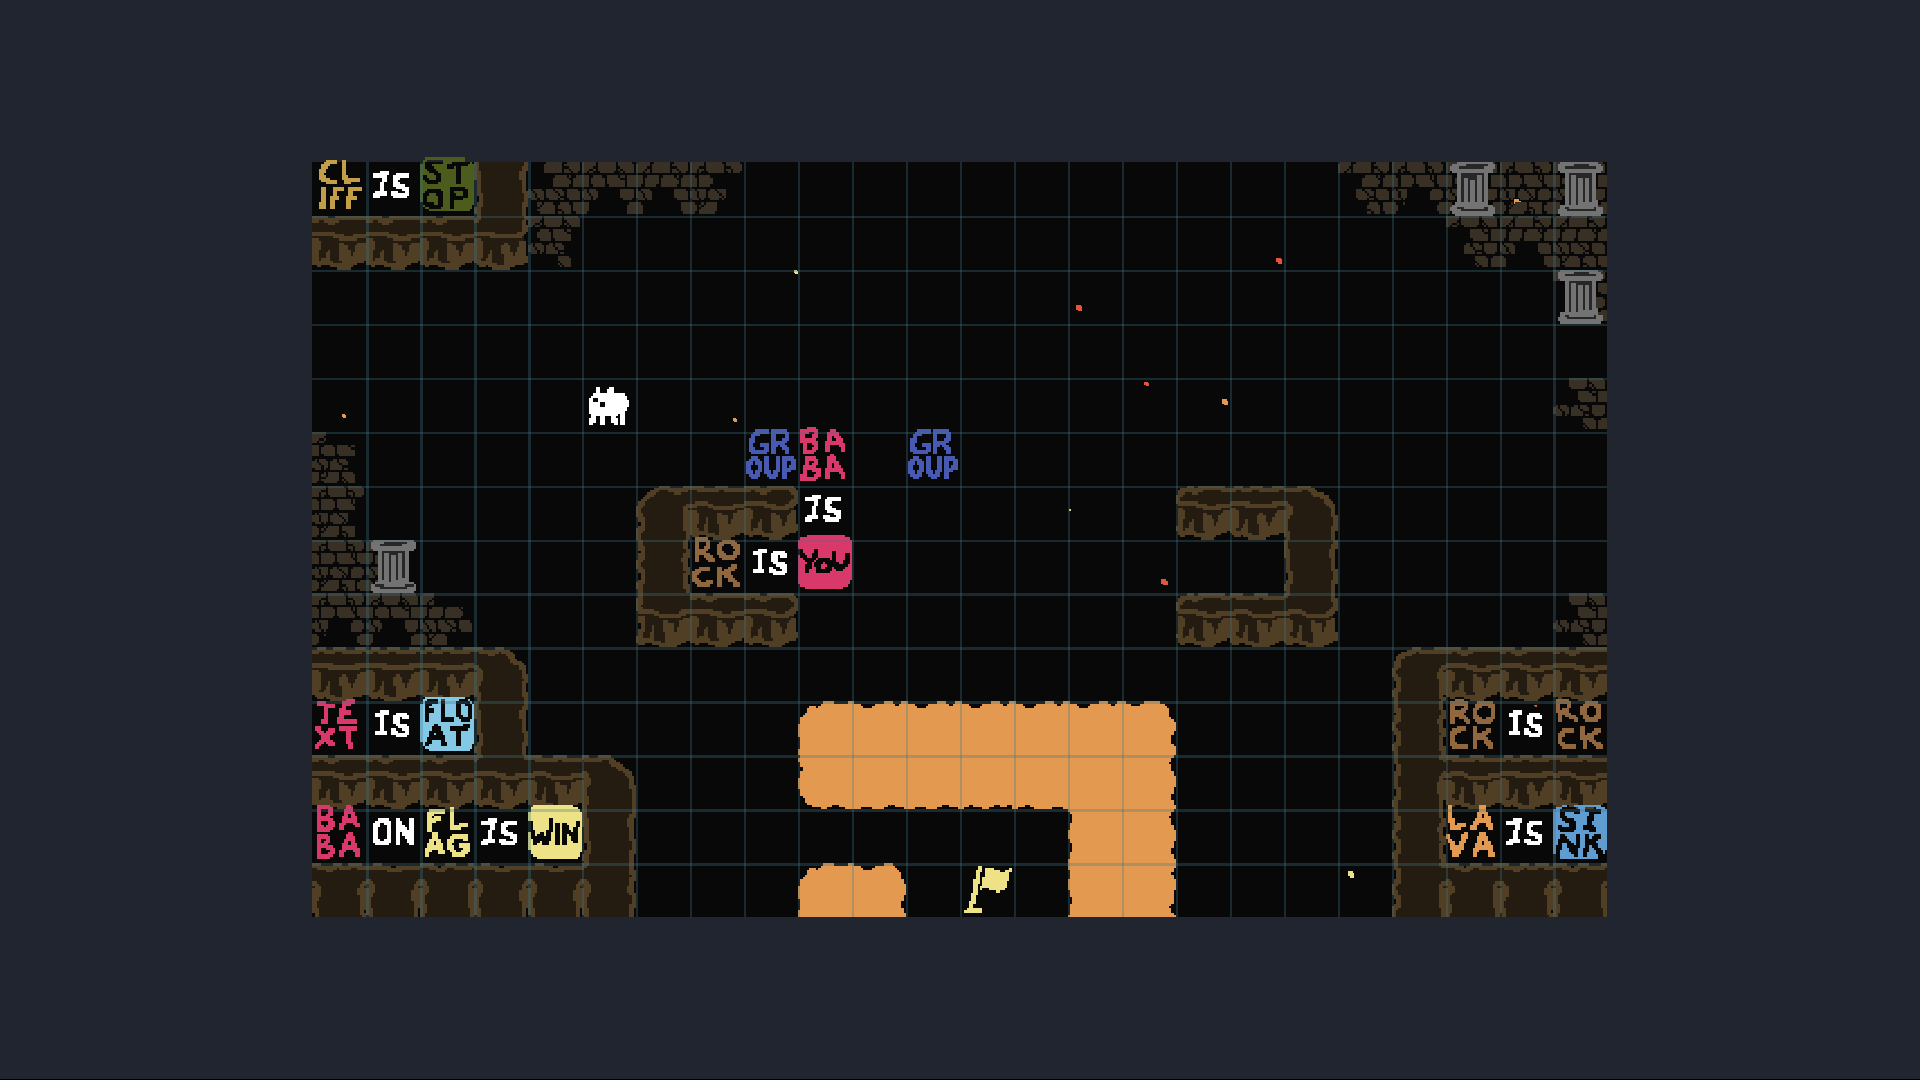 CLIFF IS STOP
GROUP BABA GROUP
IS
ROCK IS YOU
TEXT IS FLOAT
ROCK IS ROCK
BABA ON FLAG IS WIN
LAVA IS SINK